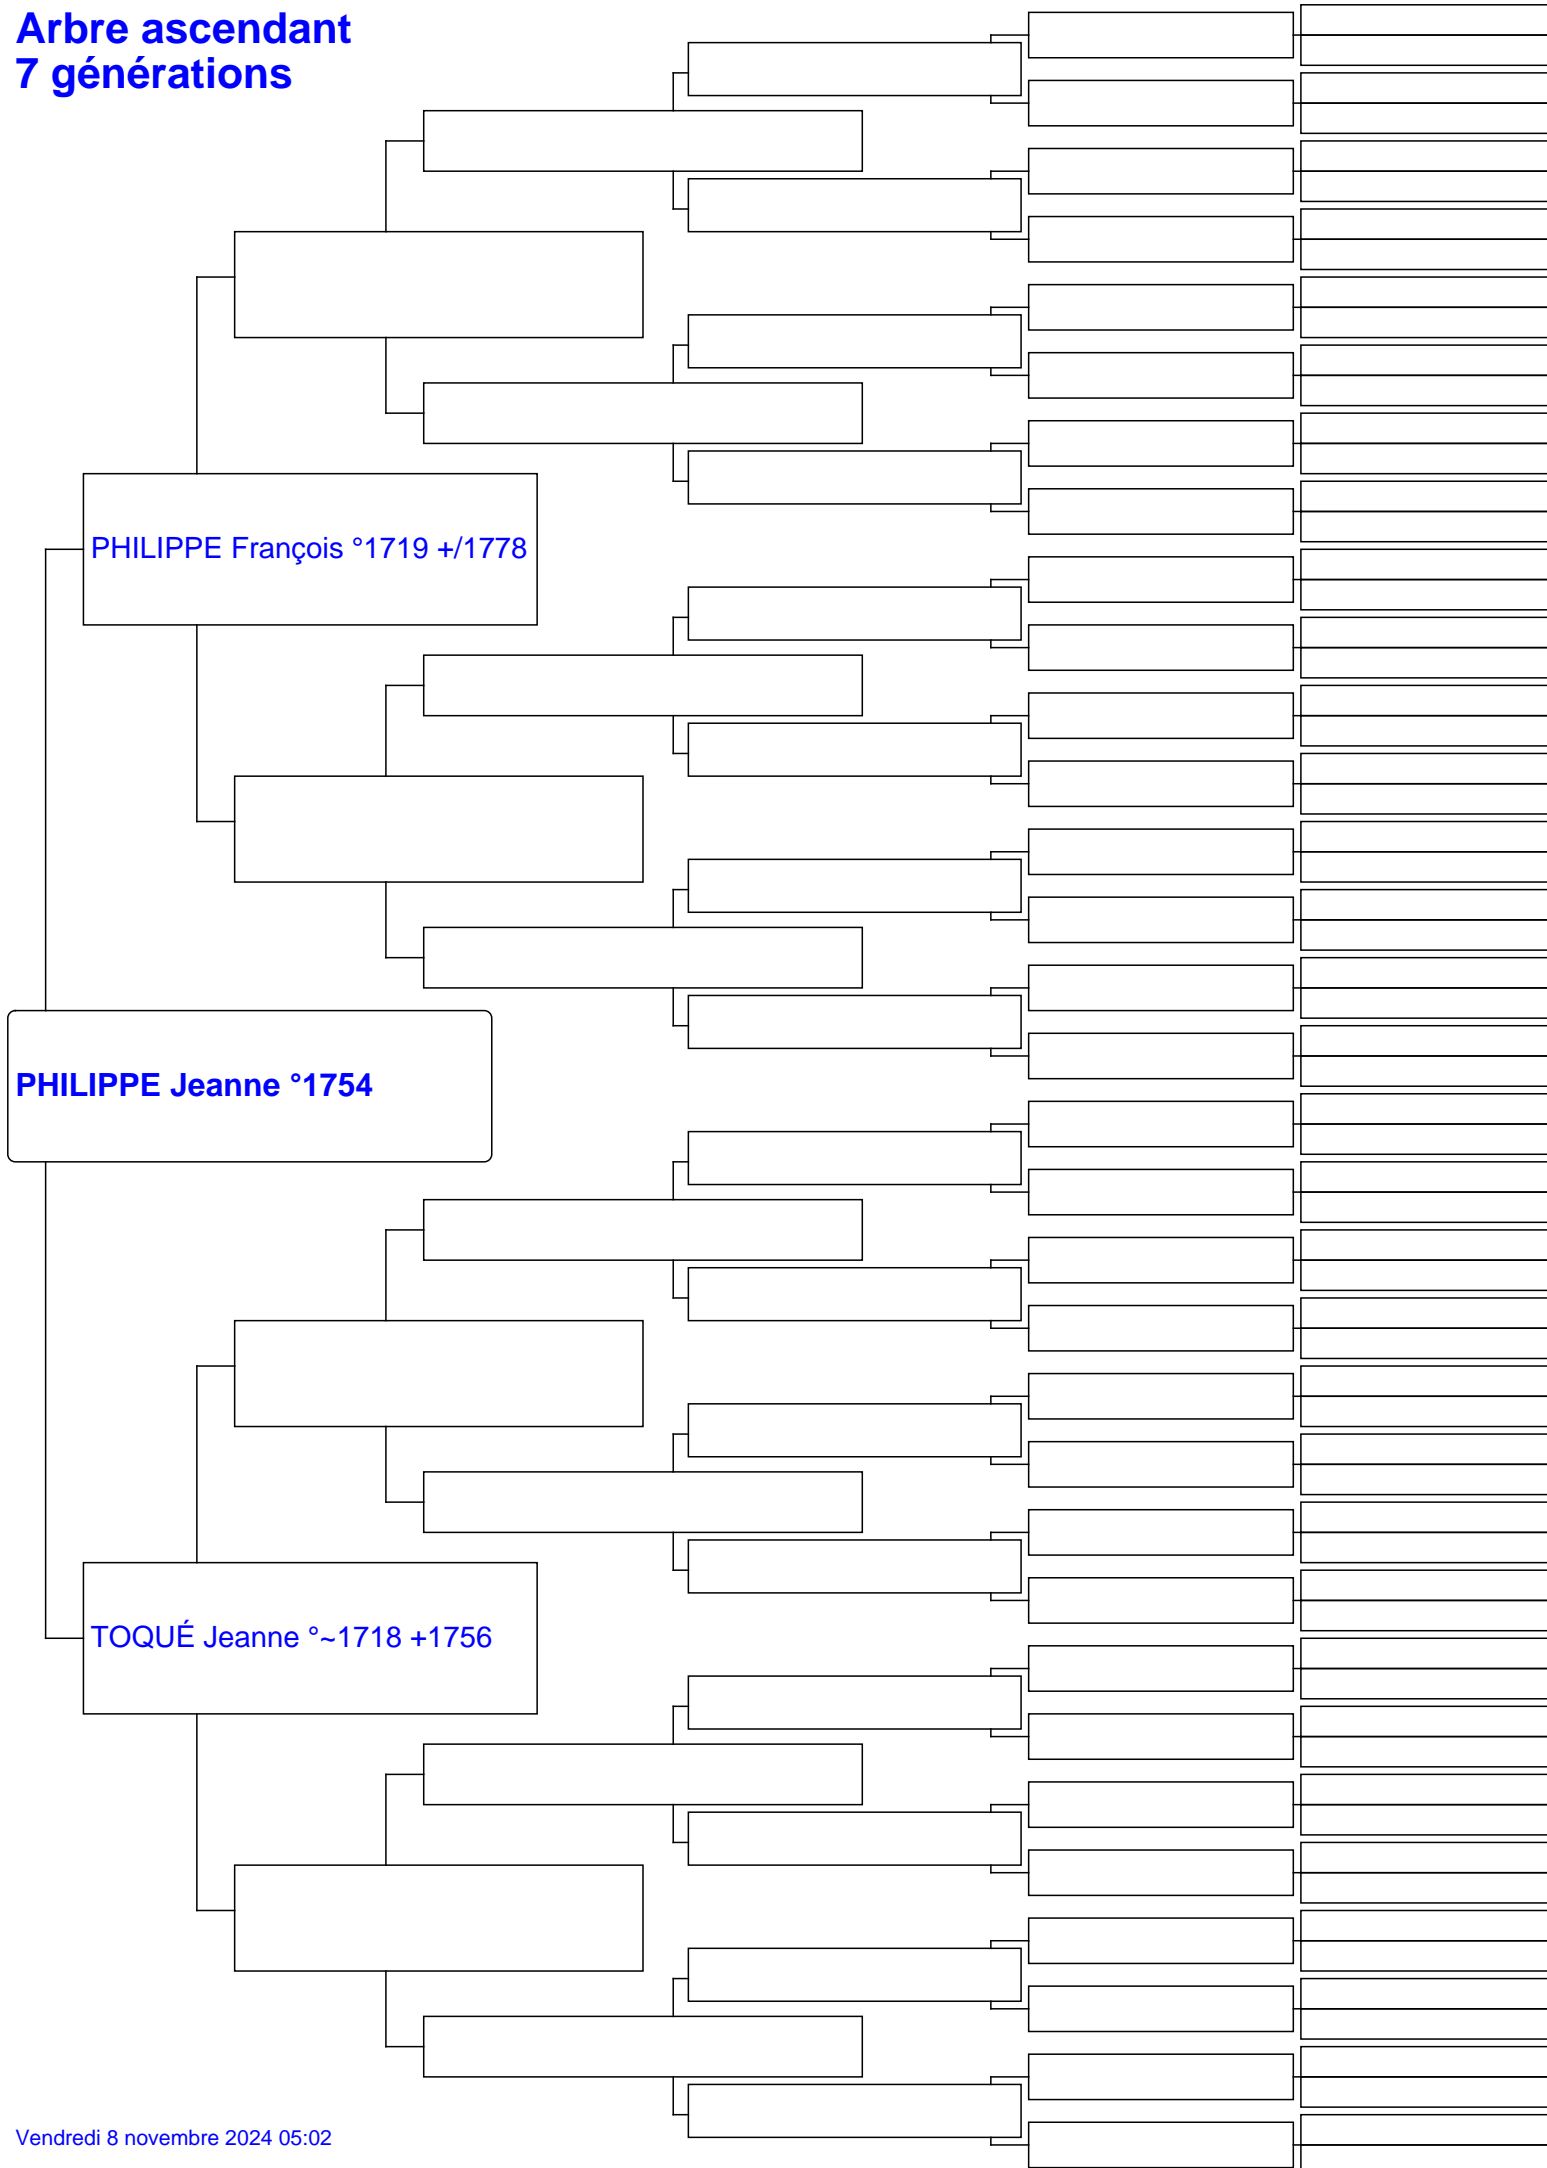 Arbre ascendant
7 générations
PHILIPPE François °1719 +/1778
PHILIPPE Jeanne °1754
TOQUÉ Jeanne °~1718 +1756
Vendredi 8 novembre 2024 05:02